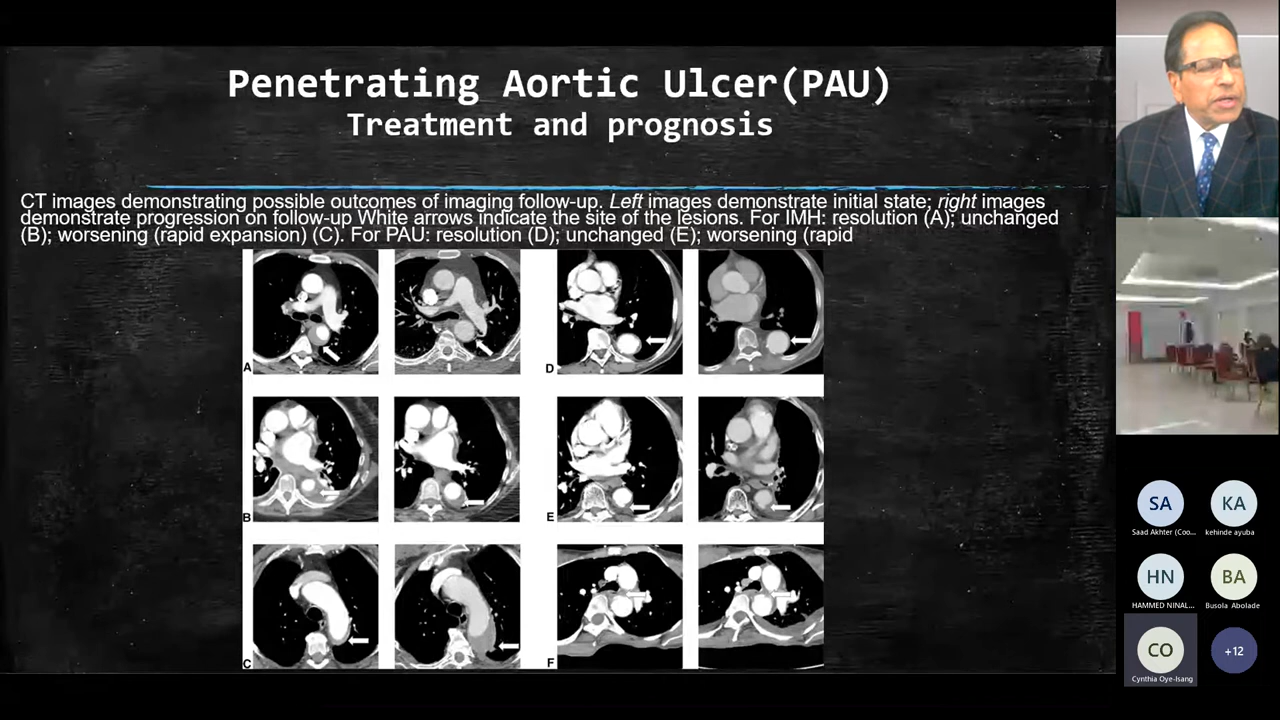 Penetrating Aortic Ulcer(PAU)
Treatment and prognosis
CT images demonstrating possible outcomes of imaging follow-up. Left images demonstrate initial state; right images
demonstrate progression on follow-up White arrows indicate the site of the lesions. For IMH: resolution (A); unchanged
(B); worsening (rapid expansion) (C). For PAU: resolution (D); unchanged (E); worsening (rapid
A
D
B
E
C
F
SA
KA
Saad Akhter (Coo...
kehinde ayuba
HN
BA
HAMMED NINAL...
Busola Abolade
CO
+12
Cynthia Oye-Isang